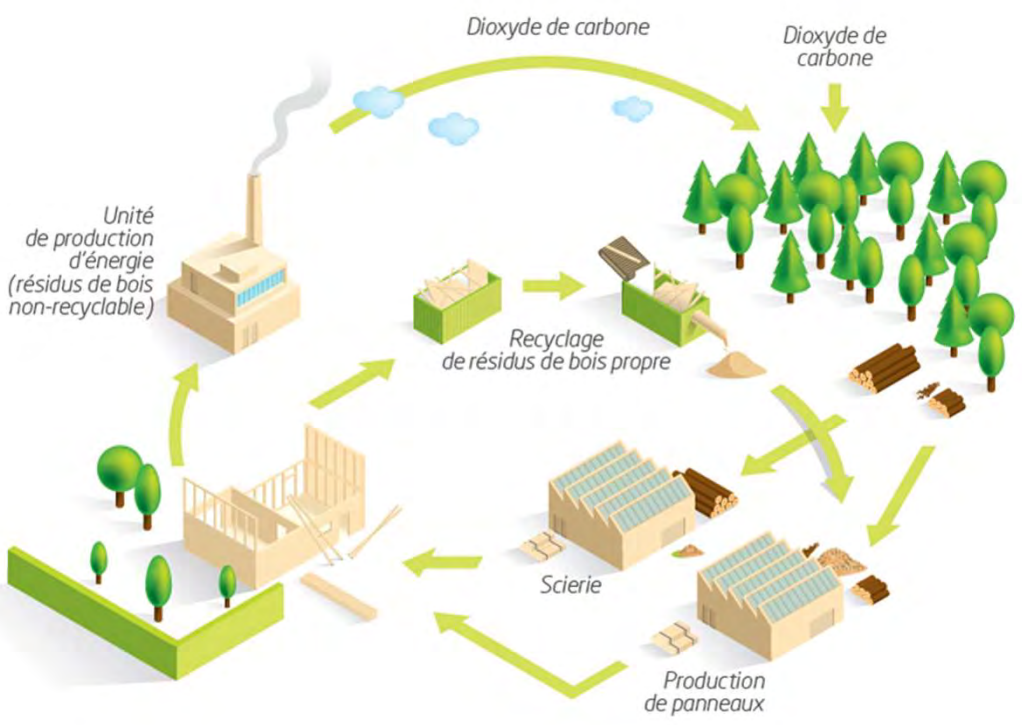 Dioxyde de carbone
Dioxyde de
carbone
Unité
de production
d'énergie
(résidus de bois
non-recyclable)
Recyclage
de résidus de bois propre
Scierie
Production
de panneaux